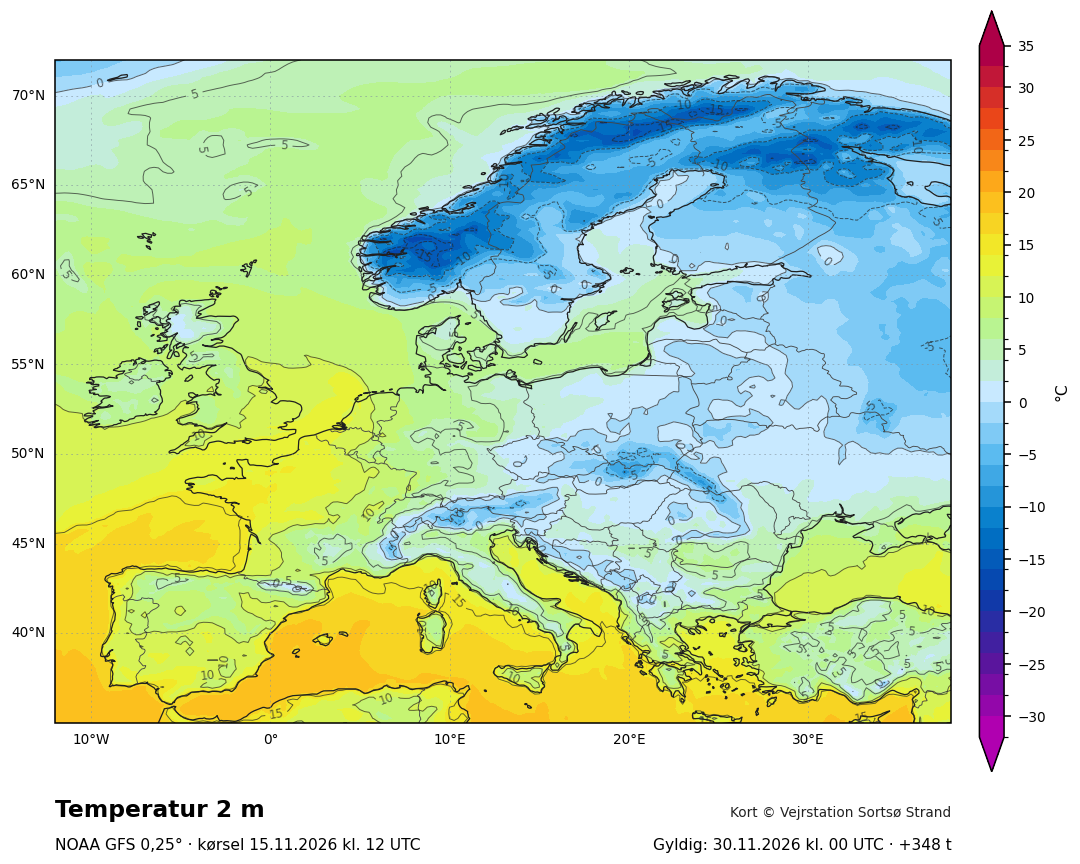 35
30
25
20
15
10
5
0
−5
−10
−15
−20
−25
−30
°C
70°N
65°N
60°N
55°N
50°N
45°N
40°N
10°W 0° 10°E 20°E 30°E
Temperatur 2 m
Kort © Vejrstation Sortsø Strand
NOAA GFS 0,25° · kørsel 15.11.2026 kl. 12 UTC
Gyldig: 30.11.2026 kl. 00 UTC · +348 t